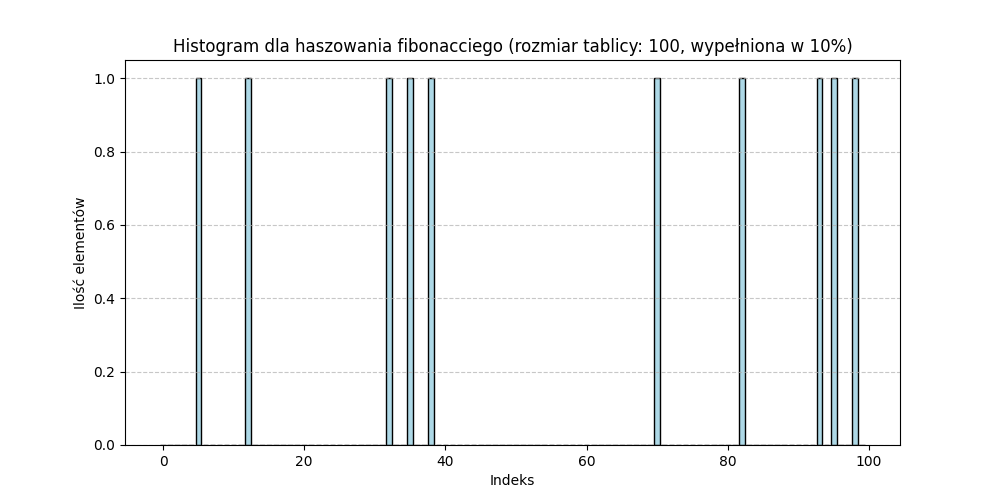 Histogram dla haszowania fibonacciego (rozmiar tablicy: 100, wypełniona w 10%)
Ilość elementów
1.0
0.8
0.6
0.4
0.2
0.0
0 20 40 60 80 100
Indeks